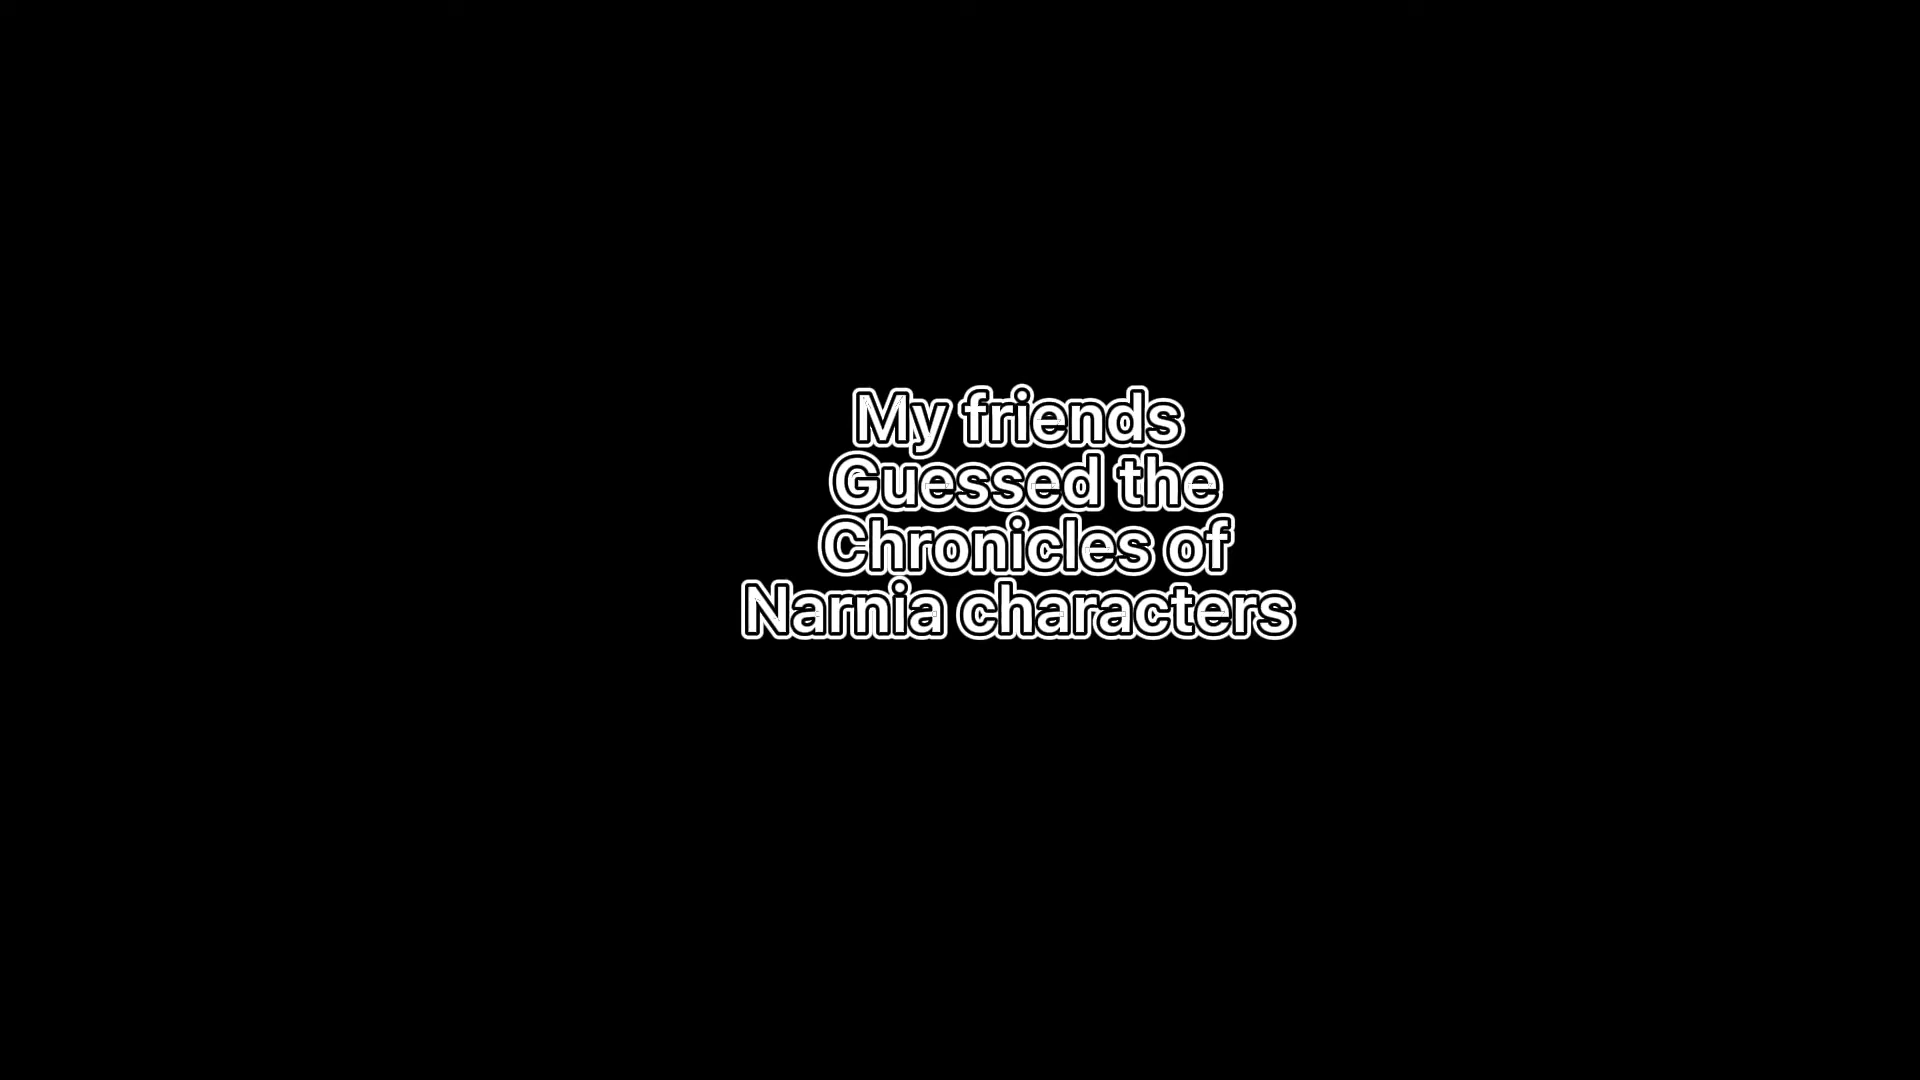 My friends
Guessed the
Chronicles of
Narnia characters